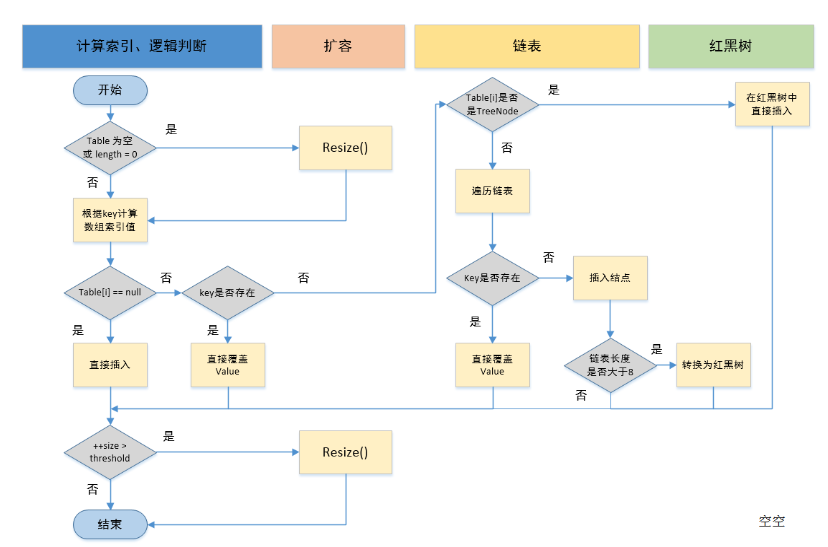 计算索引、逻辑判断
扩容
链表
红黑树
开始
Table 为空
或 length = 0
是
Resize()
否
根据key计算
数组索引值
Table[i] == null
否
key是否存在
否
是
直接插入
是
直接覆盖
Value
Table[i]是否
是TreeNode
是
在红黑树中
直接插入
否
遍历链表
Key是否存在
否
插入结点
是
直接覆盖
Value
链表长度
是否大于8
是
转换为红黑树
否
++size >
threshold
是
Resize()
否
结束
空空